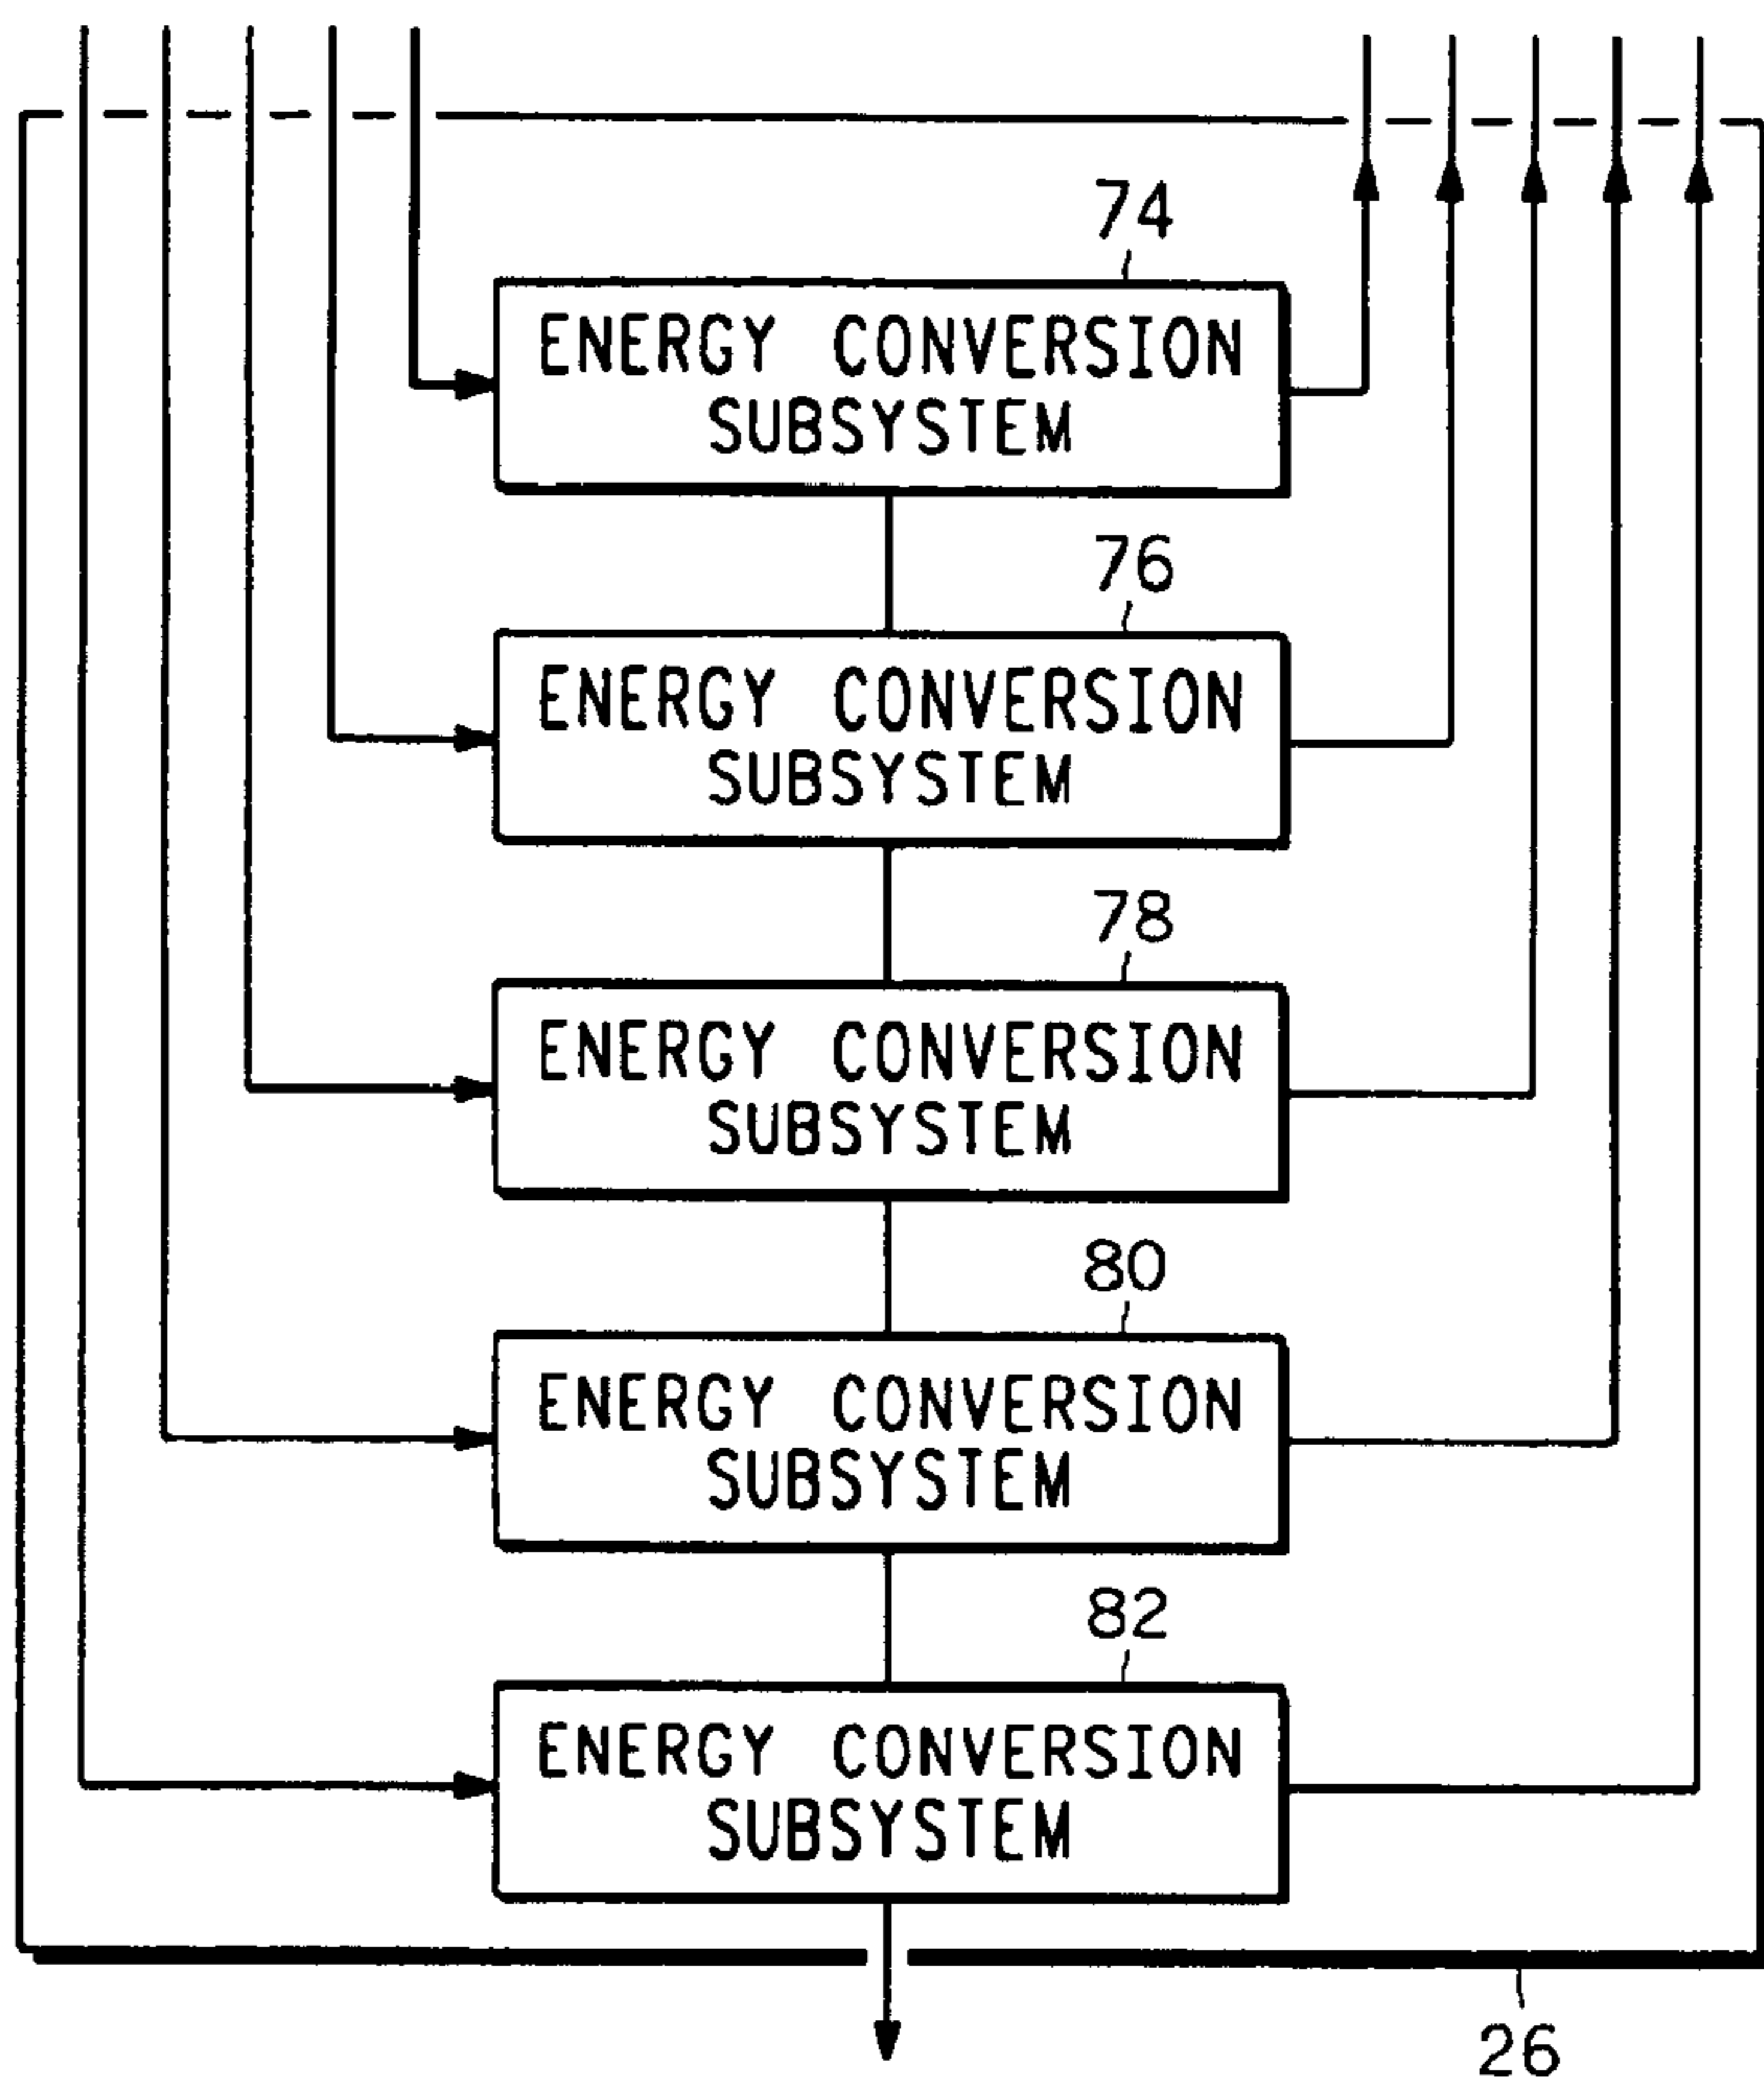 74
ENERGY CONVERSION
SUBSYSTEM
76
ENERGY CONVERSION
SUBSYSTEM
78
ENERGY CONVERSION
SUBSYSTEM
80
ENERGY CONVERSION
SUBSYSTEM
82
ENERGY CONVERSION
SUBSYSTEM
26